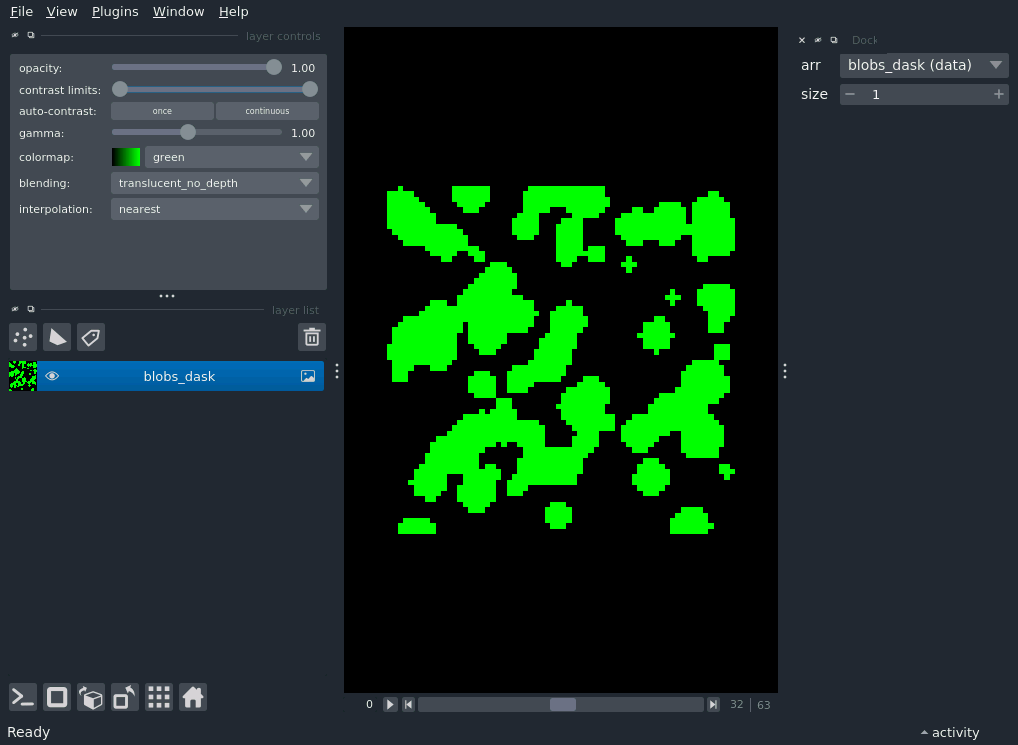 File View Plugins Window Help
layer controls
opacity: 1.00
contrast limits:
auto-contrast: once continuous
gamma: 1.00
colormap: green
blending: translucent_no_depth
interpolation: nearest
layer list
blobs_dask
0 32 63
Ready
Dock
arr blobs_dask (data)
size 1
activity